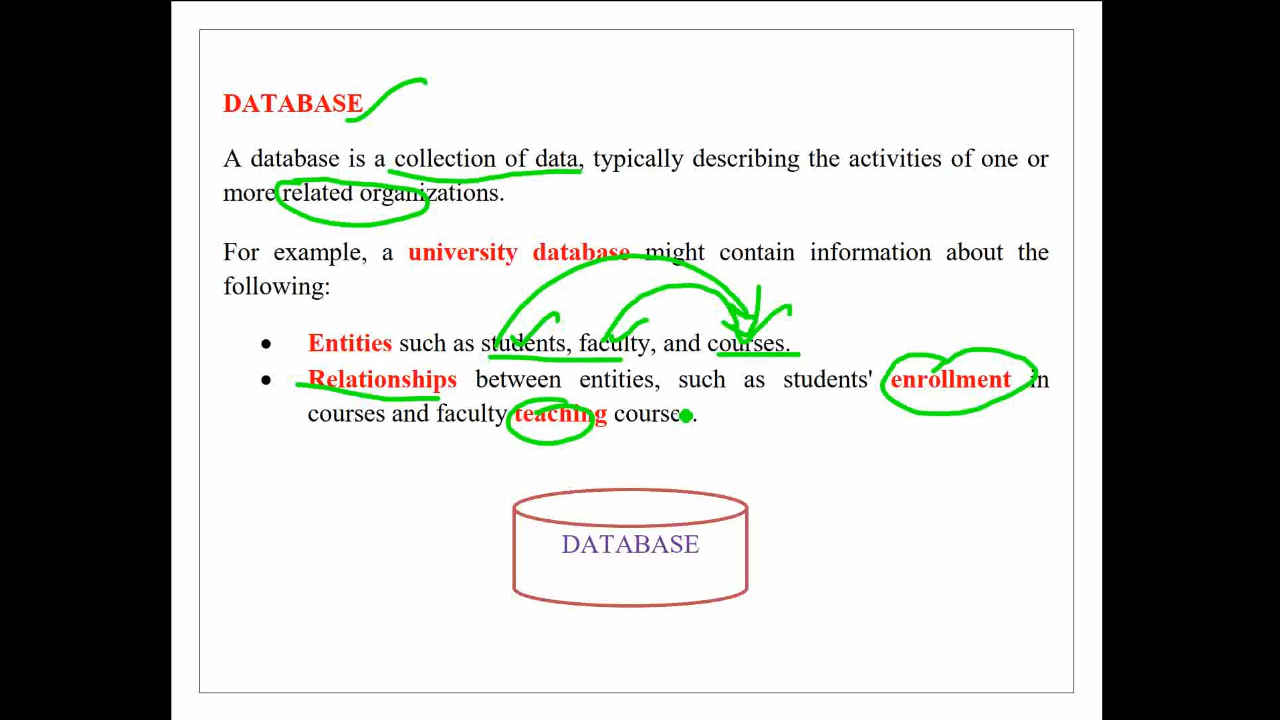 DATABASE
A database is a collection of data, typically describing the activities of one or
more related organizations.
For example, a university database might contain information about the
following:
• Entities such as students, faculty, and courses.
• Relationships between entities, such as students' enrollment in
courses and faculty teaching courses.
DATABASE